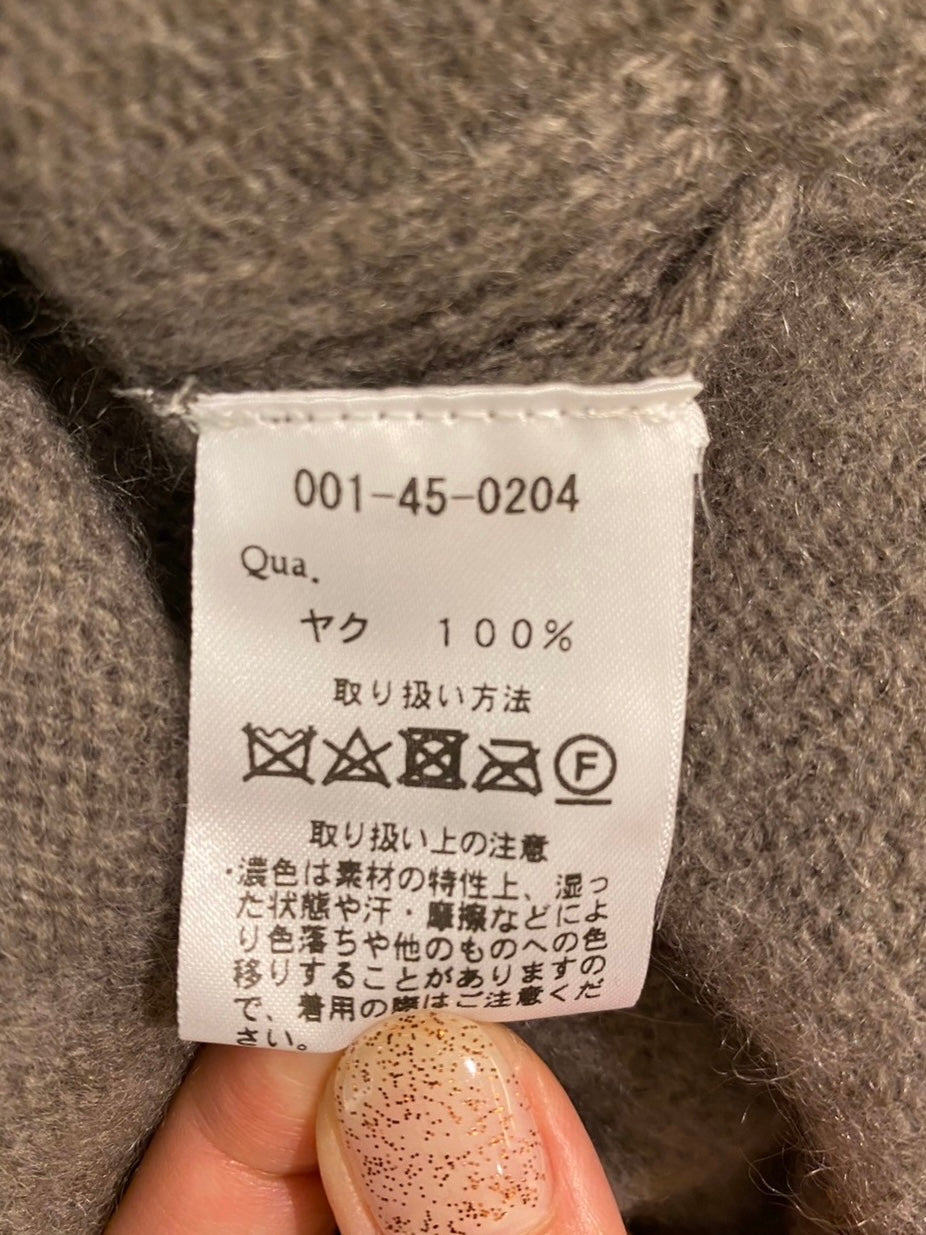 001-45-0204
Qua.
ヤク 100%
取り扱い方法
F
取り扱い上の注意
・濃色は素材の特性上、湿っ
た状態や汗・摩擦などによ
り色落ちや他のものへの色
移りすることがありますの
で、着用の際はご注意くだ
さい。